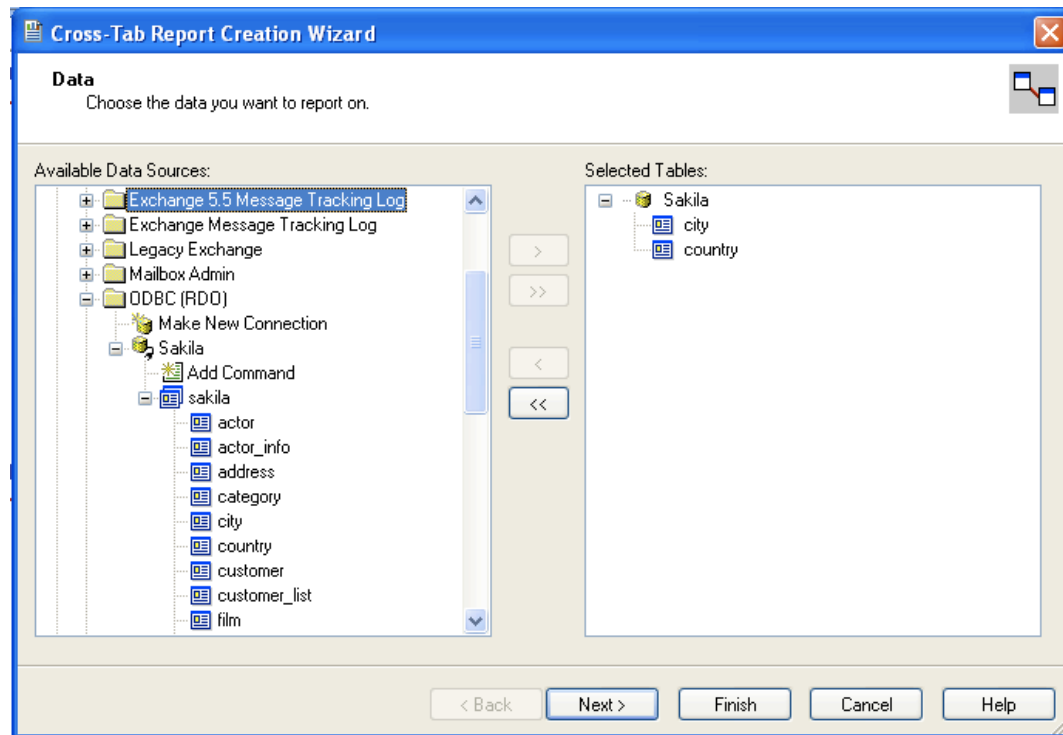 Cross-Tab Report Creation Wizard
Data
Choose the data you want to report on.
Available Data Sources:
Exchange 5.5 Message Tracking Log
Exchange Message Tracking Log
Legacy Exchange
Mailbox Admin
ODBC (RDO)
Make New Connection
Sakila
Add Command
sakila
actor
actor_info
address
category
city
country
customer
customer_list
film
>
>>
<
<<
Selected Tables:
Sakila
city
country
< Back
Next >
Finish
Cancel
Help